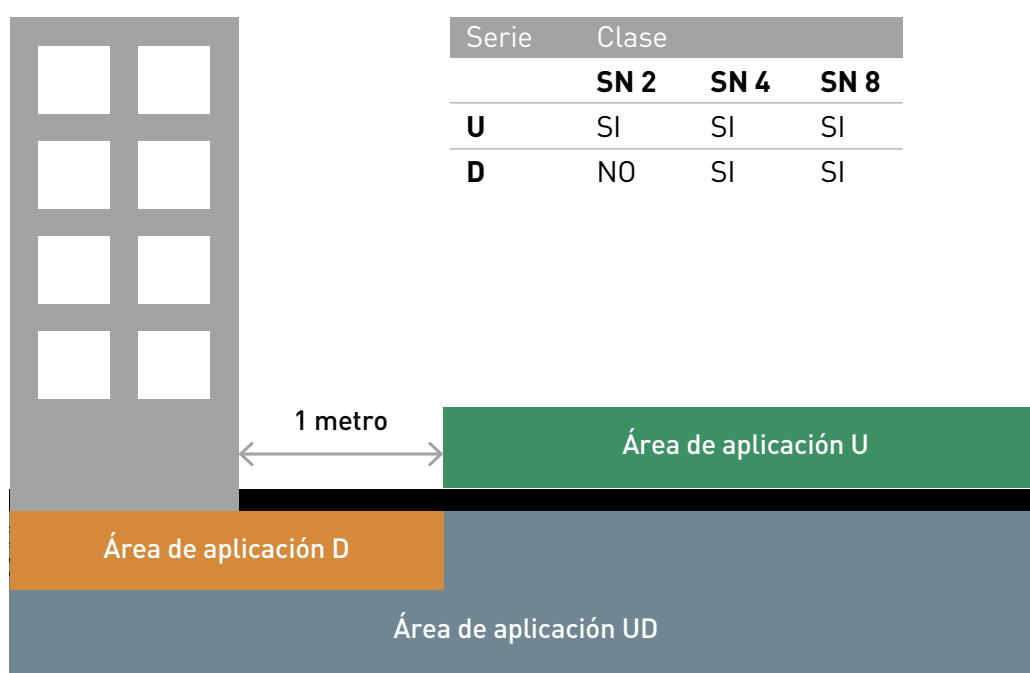 Serie Clase
SN 2 SN 4 SN 8
U SI SI SI
D NO SI SI
1 metro
Área de aplicación U
Área de aplicación D
Área de aplicación UD